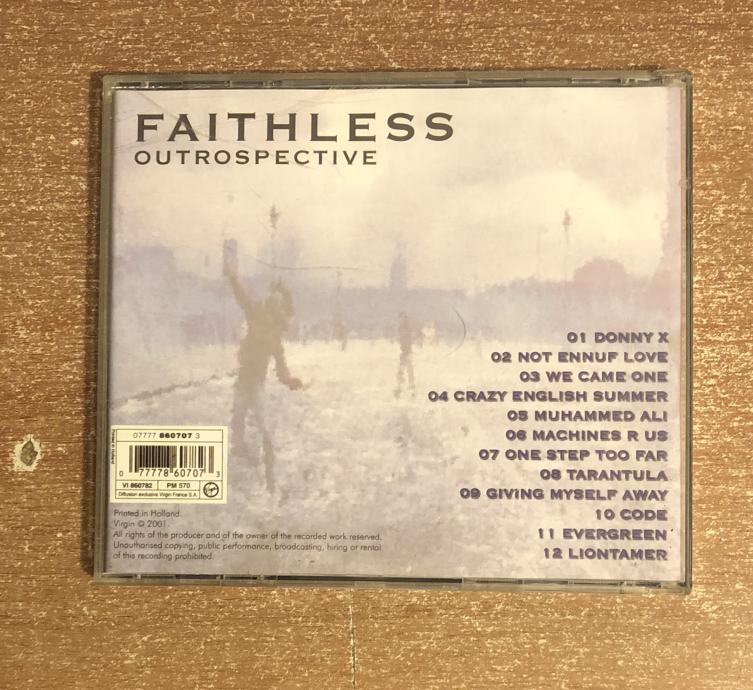 FAITHLESS
OUTROSPECTIVE
01 DONNY X
02 NOT ENNUF LOVE
03 WE CAME ONE
04 CRAZY ENGLISH SUMMER
05 MUHAMMED ALI
06 MACHINES R US
07 ONE STEP TOO FAR
08 TARANTULA
09 GIVING MYSELF AWAY
10 CODE
11 EVERGREEN
12 LIONTAMER
07777 860707 3
0 77778 60707 3
VI 860782 PM 570
Diffusion exclusive Virgin France S.A.
Printed in Holland
Printed in Holland.
Virgin © 2001.
All rights of the producer and of the owner of the recorded work reserved.
Unauthorised copying, public performance, broadcasting, hiring or rental
of this recording prohibited.